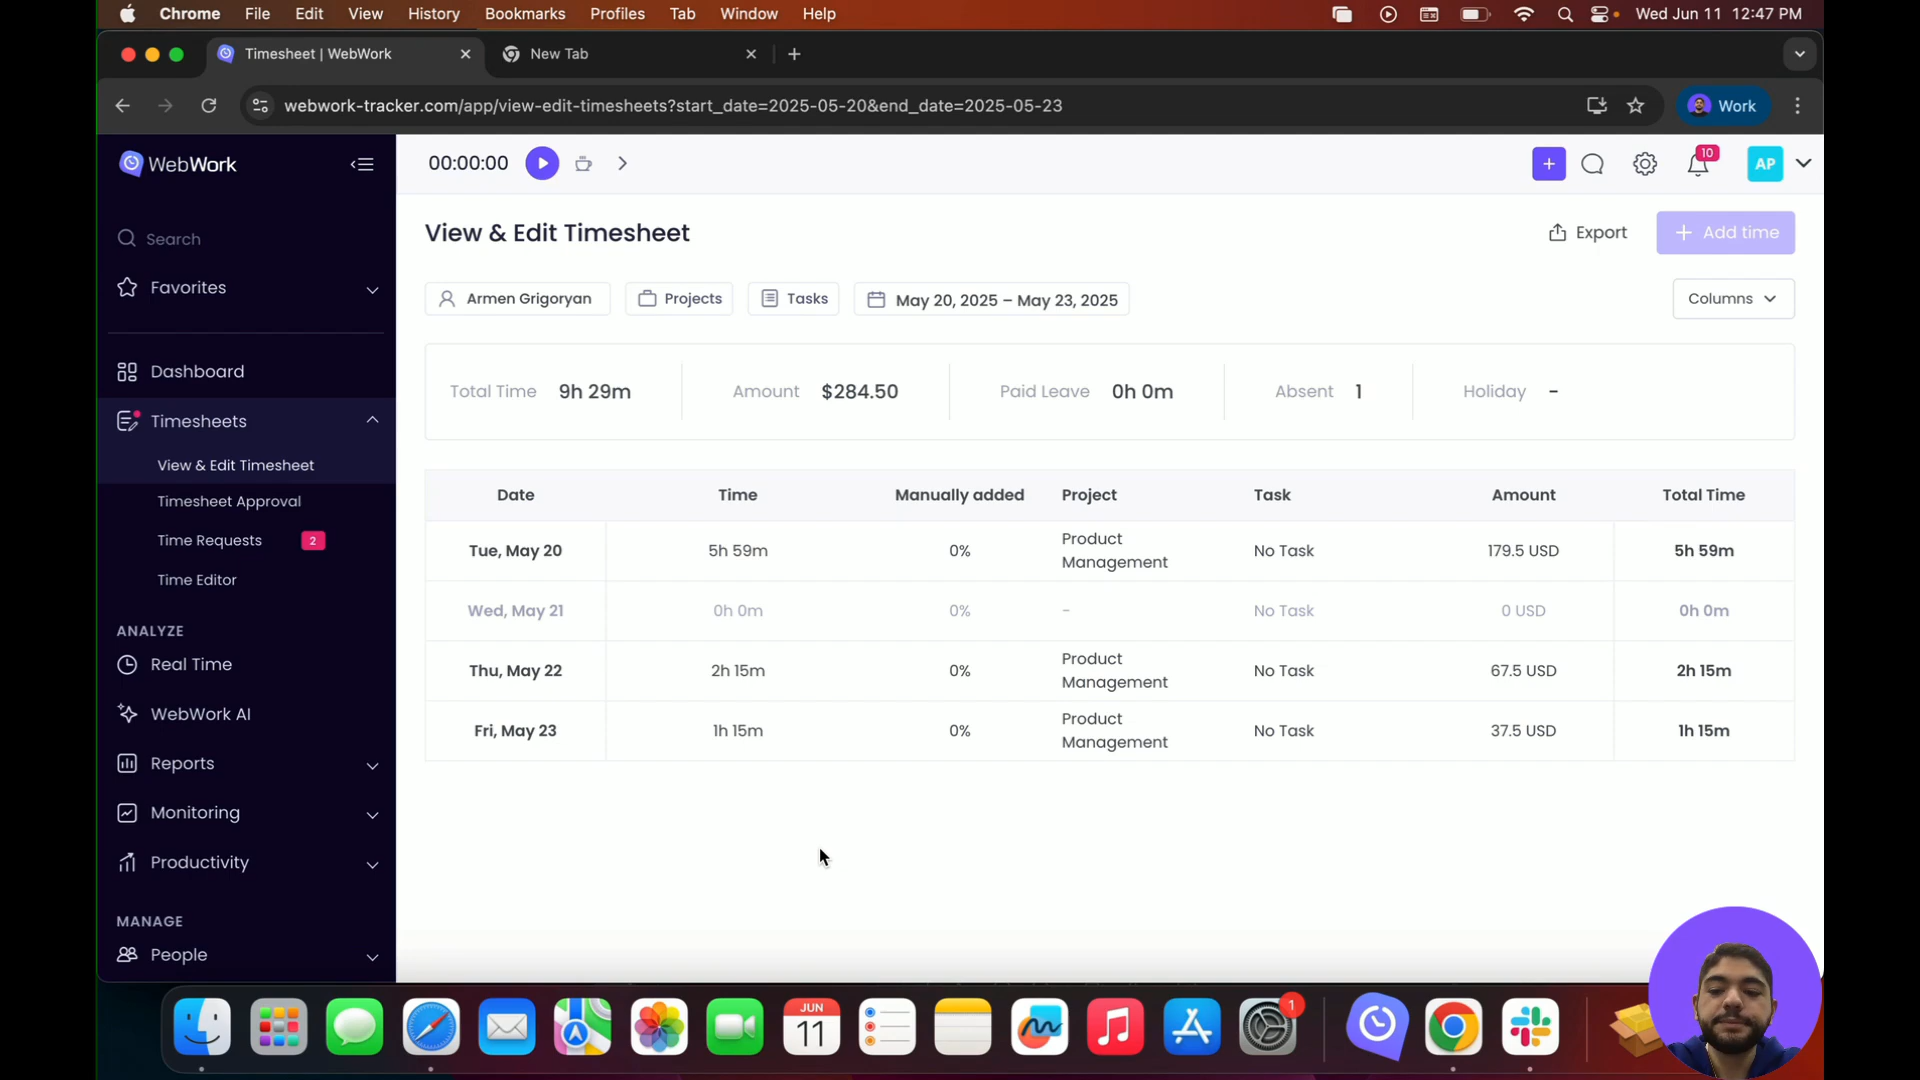 Chrome File Edit View History Bookmarks Profiles Tab Window Help Wed Jun 11 12:47 PM
Timesheet | WebWork New Tab
webwork-tracker.com/app/view-edit-timesheets?start_date=2025-05-20&end_date=2025-05-23 Work
WebWork 00:00:00 10 AP
Search
Favorites
Dashboard
Timesheets
View & Edit Timesheet
Timesheet Approval
Time Requests 2
Time Editor
ANALYZE
Real Time
WebWork AI
Reports
Monitoring
Productivity
MANAGE
People
View & Edit Timesheet Export Add time
Armen Grigoryan Projects Tasks May 20, 2025 – May 23, 2025 Columns
Total Time 9h 29m Amount $284.50 Paid Leave 0h 0m Absent 1 Holiday -
Date Time Manually added Project Task Amount Total Time
Tue, May 20 5h 59m 0% Product Management No Task 179.5 USD 5h 59m
Wed, May 21 0h 0m 0% - No Task 0 USD 0h 0m
Thu, May 22 2h 15m 0% Product Management No Task 67.5 USD 2h 15m
Fri, May 23 1h 15m 0% Product Management No Task 37.5 USD 1h 15m
JUN
11
1